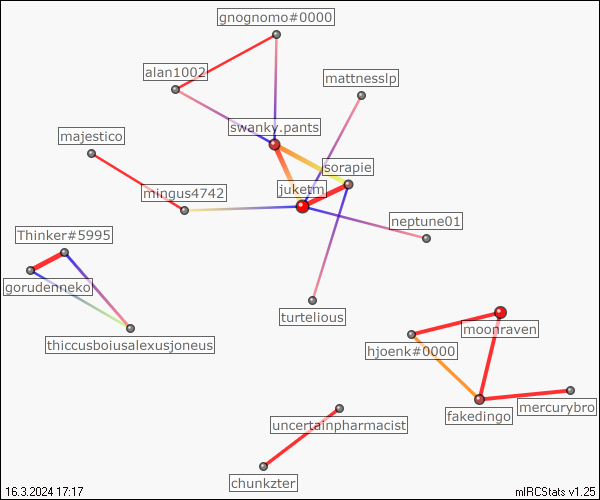 gnognomo#0000
alan1002
mattnesslp
swanky.pants
majestico
sorapie
juketm
mingus4742
neptune01
Thinker#5995
gorudenneko
turtelious
moonraven
thiccusboiusalexusjoneus
hjoenk#0000
mercurybro
fakedingo
uncertainpharmacist
chunkzter
16.3.2024 17:17
mIRCStats v1.25